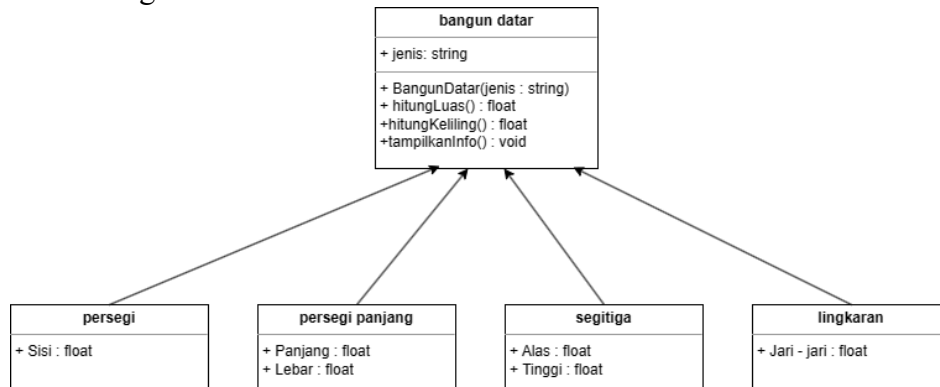 bangun datar
+ jenis: string
+ BangunDatar(jenis : string)
+ hitungLuas() : float
+hitungKeliling() : float
+tampilkanInfo() : void
persegi
+ Sisi : float
persegi panjang
+ Panjang : float
+ Lebar : float
segitiga
+ Alas : float
+ Tinggi : float
lingkaran
+ Jari - jari : float